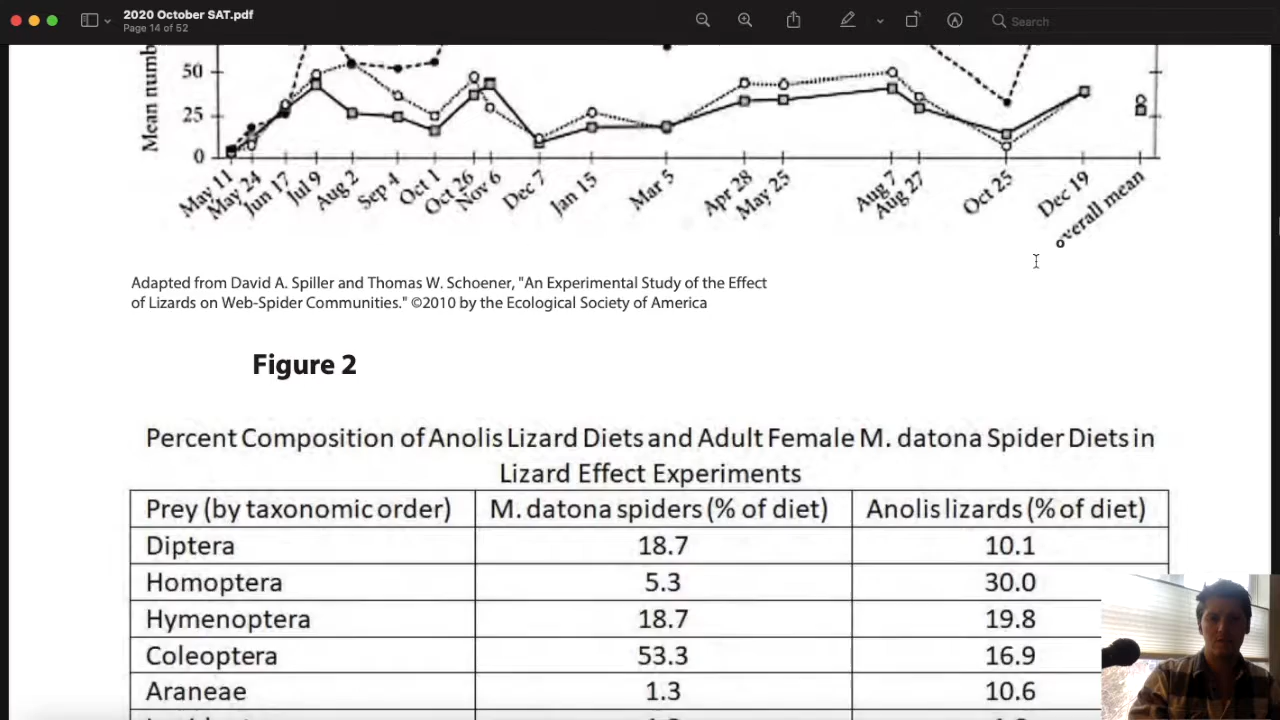 2020 October SAT.pdf
Page 14 of 52
Search
Mean numb
50
25
0
May 11
May 24
Jun 17
Jul 9
Aug 2
Sep 4
Oct 1
Oct 26
Nov 6
Dec 7
Jan 15
Mar 5
Apr 28
May 25
Aug 7
Aug 27
Oct 25
Dec 19
overall mean
Adapted from David A. Spiller and Thomas W. Schoener, "An Experimental Study of the Effect
of Lizards on Web-Spider Communities." ©2010 by the Ecological Society of America
Figure 2
Percent Composition of Anolis Lizard Diets and Adult Female M. datona Spider Diets in
Lizard Effect Experiments
Prey (by taxonomic order) M. datona spiders (% of diet) Anolis lizards (% of diet)
Diptera 18.7 10.1
Homoptera 5.3 30.0
Hymenoptera 18.7 19.8
Coleoptera 53.3 16.9
Araneae 1.3 10.6